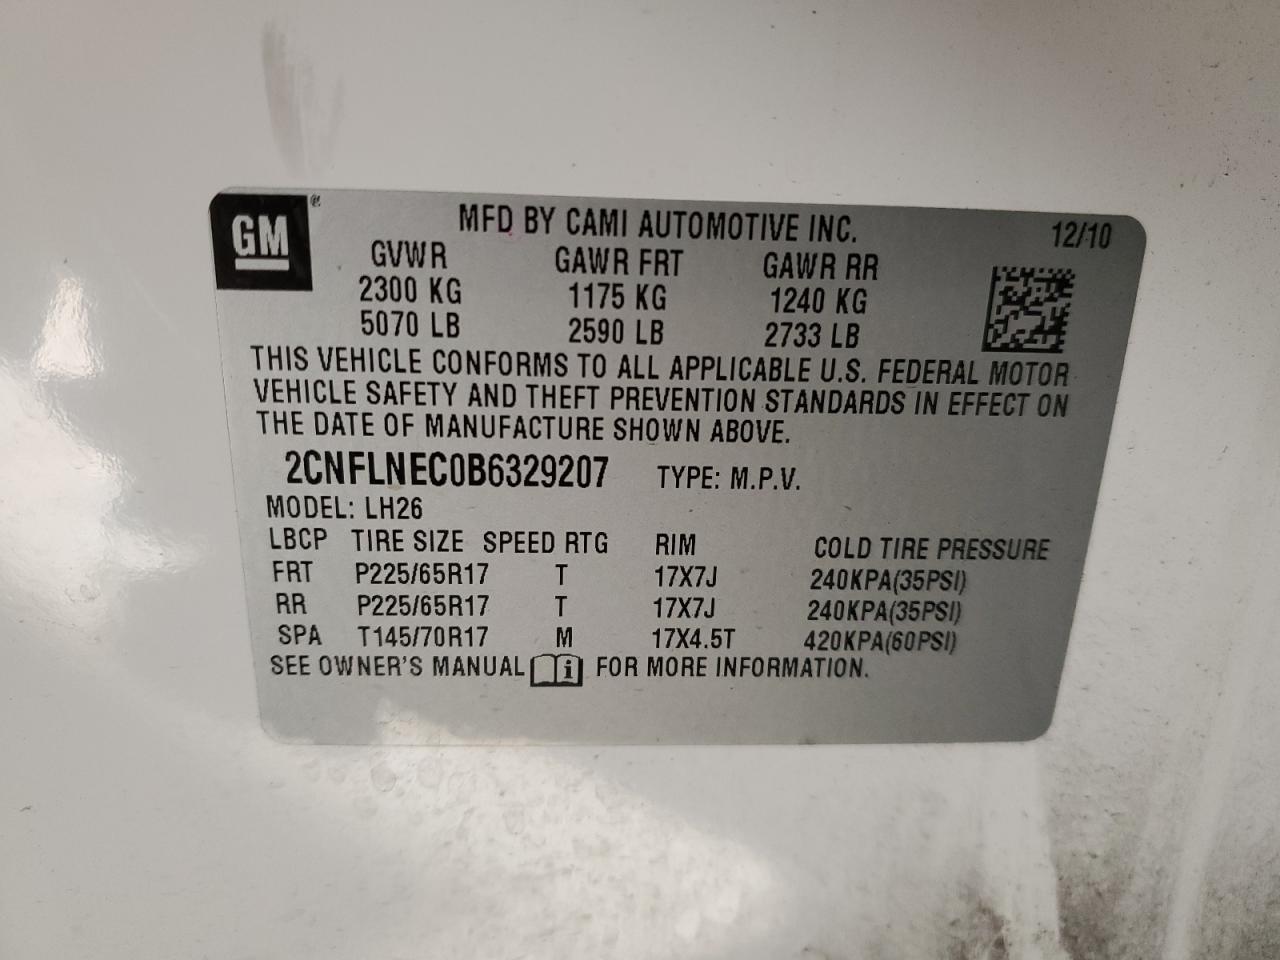 GM ®
MFD BY CAMI AUTOMOTIVE INC. 12/10
GVWR GAWR FRT GAWR RR
2300 KG 1175 KG 1240 KG
5070 LB 2590 LB 2733 LB
THIS VEHICLE CONFORMS TO ALL APPLICABLE U.S. FEDERAL MOTOR
VEHICLE SAFETY AND THEFT PREVENTION STANDARDS IN EFFECT ON
THE DATE OF MANUFACTURE SHOWN ABOVE.
2CNFLNEC0B6329207 TYPE: M.P.V.
MODEL: LH26
LBCP TIRE SIZE SPEED RTG RIM COLD TIRE PRESSURE
FRT P225/65R17 T 17X7J 240KPA(35PSI)
RR P225/65R17 T 17X7J 240KPA(35PSI)
SPA T145/70R17 M 17X4.5T 420KPA(60PSI)
SEE OWNER'S MANUAL i FOR MORE INFORMATION.